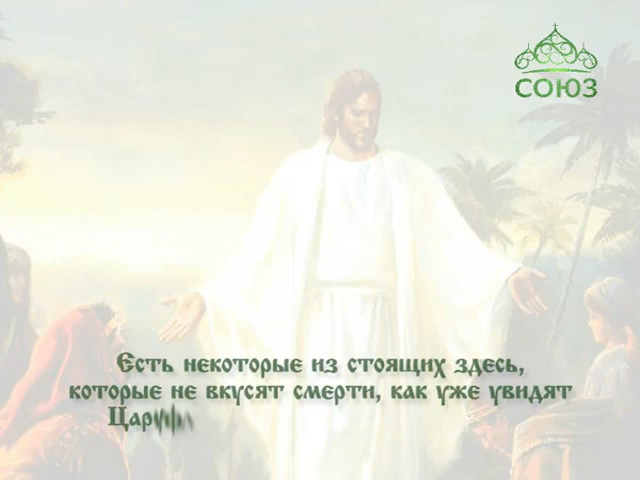 СОЮЗ
Есть некоторые из стоящих здесь,
которые не вкусят смерти, как уже увидят